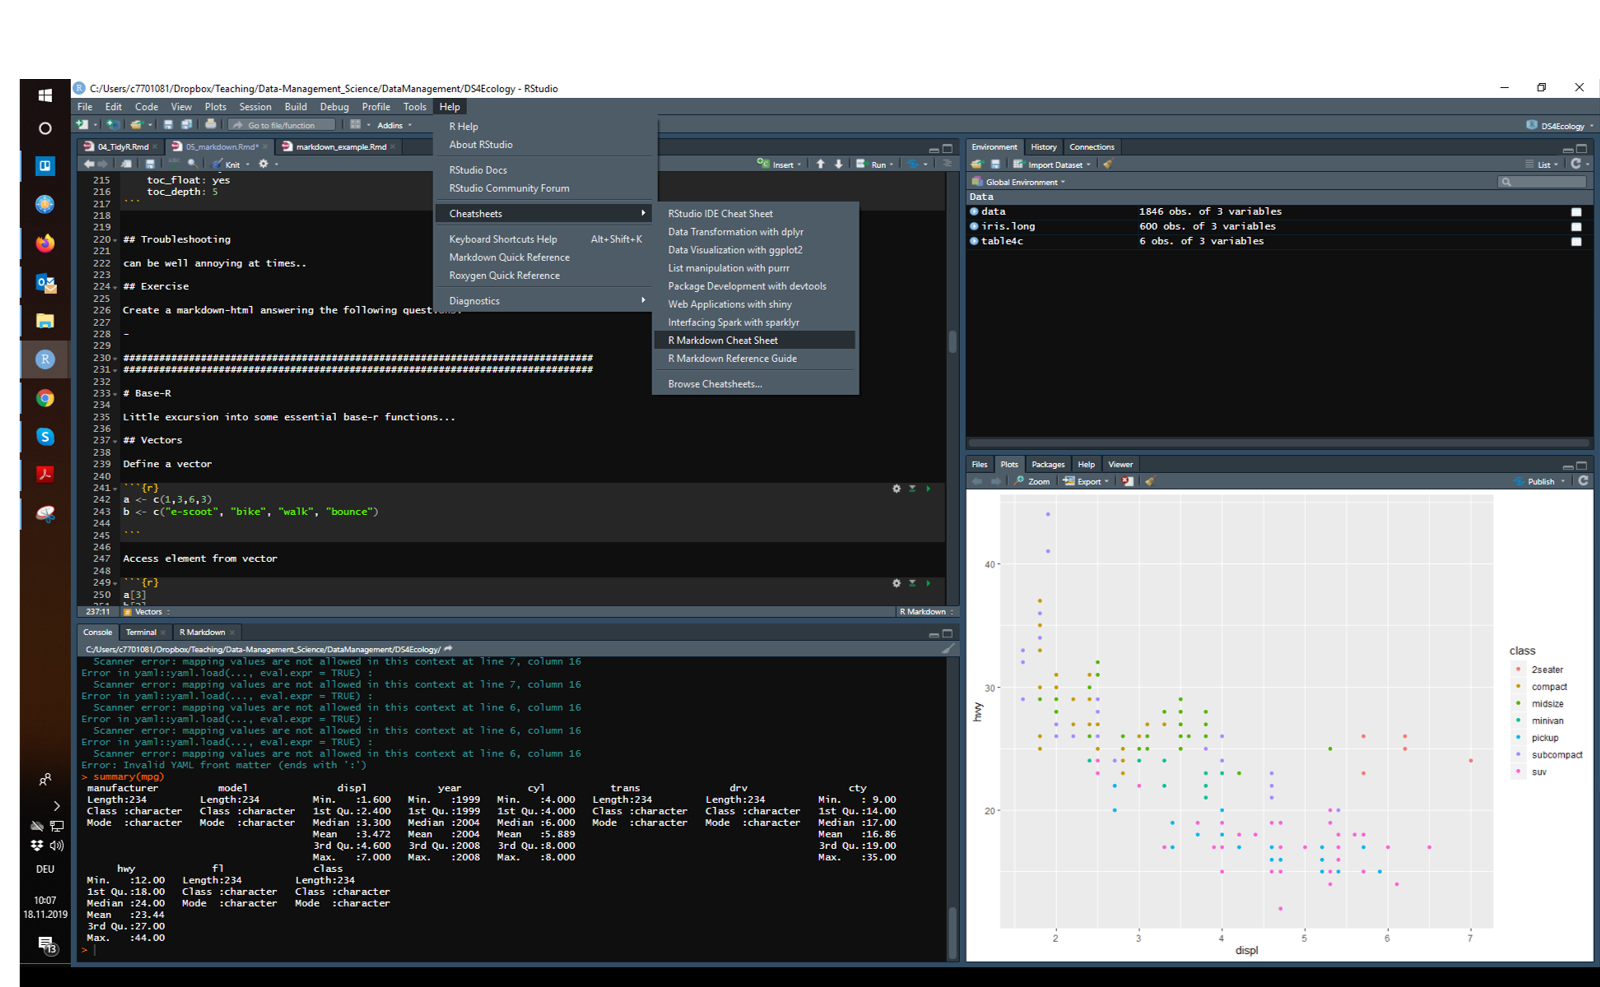 C:/Users/c7701081/Dropbox/Teaching/Data-Management_Science/DataManagement/DS4Ecology - RStudio
File Edit Code View Plots Session Build Debug Profile Tools Help
Go to file/function Addins
DS4Ecology
04_TidyR.Rmd 05_markdown.Rmd* markdown_example.Rmd
Knit Insert Run
215 toc_float: yes
216 toc_depth: 5
217 ```
218
219
220 ## Troubleshooting
221
222 can be well annoying at times..
223
224 ## Exercise
225
226 Create a markdown-html answering the following
227
228 -
229
230 ###############################################################################
231 ###############################################################################
232
233 # Base-R
234
235 Little excursion into some essential base-r functions...
236
237 ## Vectors
238
239 Define a vector
240
241 ```{r}
242 a <- c(1,3,6,3)
243 b <- c("e-scoot", "bike", "walk", "bounce")
244
245 ```
246
247 Access element from vector
248
249 ```{r}
250 a[3]
237:11 Vectors R Markdown
R Help
About RStudio
RStudio Docs
RStudio Community Forum
Cheatsheets
Keyboard Shortcuts Help Alt+Shift+K
Markdown Quick Reference
Roxygen Quick Reference
Diagnostics
RStudio IDE Cheat Sheet
Data Transformation with dplyr
Data Visualization with ggplot2
List manipulation with purrr
Package Development with devtools
Web Applications with shiny
Interfacing Spark with sparklyr
R Markdown Cheat Sheet
R Markdown Reference Guide
Browse Cheatsheets...
Console Terminal R Markdown
C:/Users/c7701081/Dropbox/Teaching/Data-Management_Science/DataManagement/DS4Ecology/
Scanner error: mapping values are not allowed in this context at line 7, column 16
Error in yaml::yaml.load(..., eval.expr = TRUE) :
Scanner error: mapping values are not allowed in this context at line 7, column 16
Error in yaml::yaml.load(..., eval.expr = TRUE) :
Scanner error: mapping values are not allowed in this context at line 6, column 16
Error in yaml::yaml.load(..., eval.expr = TRUE) :
Scanner error: mapping values are not allowed in this context at line 6, column 16
Error in yaml::yaml.load(..., eval.expr = TRUE) :
Scanner error: mapping values are not allowed in this context at line 6, column 16
Error: Invalid YAML front matter (ends with ':')
> summary(mpg)
manufacturer model displ year cyl trans drv cty
Length:234 Length:234 Min. :1.600 Min. :1999 Min. :4.000 Length:234 Length:234 Min. : 9.00
Class :character Class :character 1st Qu.:2.400 1st Qu.:1999 1st Qu.:4.000 Class :character Class :character 1st Qu.:14.00
Mode :character Mode :character Median :3.300 Median :2004 Median :6.000 Mode :character Mode :character Median :17.00
Mean :3.472 Mean :2004 Mean :5.889 Mean :16.86
3rd Qu.:4.600 3rd Qu.:2008 3rd Qu.:8.000 3rd Qu.:19.00
Max. :7.000 Max. :2008 Max. :8.000 Max. :35.00
hwy fl class
Min. :12.00 Length:234 Length:234
1st Qu.:18.00 Class :character Class :character
Median :24.00 Mode :character Mode :character
Mean :23.44
3rd Qu.:27.00
Max. :44.00
>
Environment History Connections
Import Dataset List
Global Environment
Data
data 1846 obs. of 3 variables
iris.long 600 obs. of 3 variables
table4c 6 obs. of 3 variables
Files Plots Packages Help Viewer
Zoom Export Publish
40
30
20
hwy
2 3 4 5 6 7
displ
class
2seater
compact
midsize
minivan
pickup
subcompact
suv
DEU
10:07
18.11.2019
13